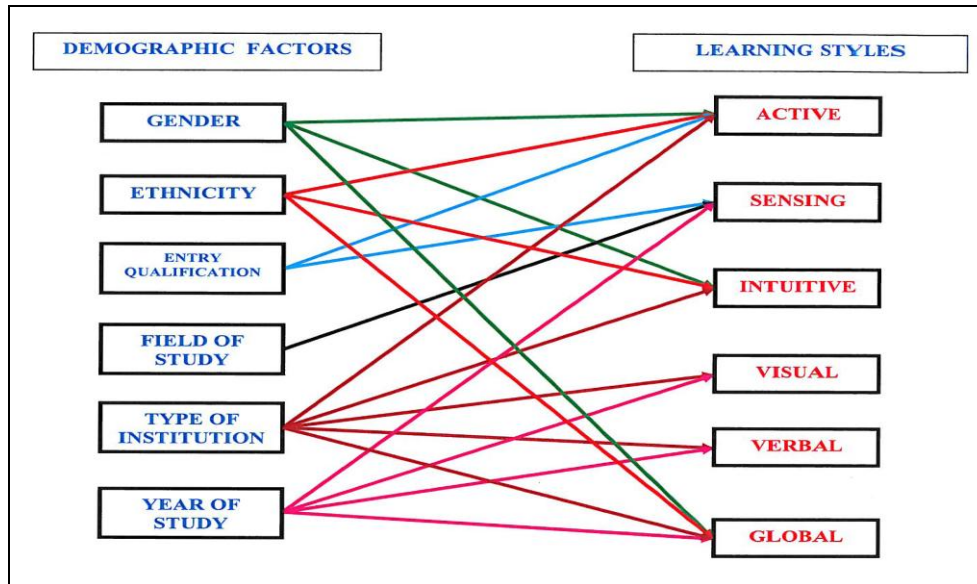 DEMOGRAPHIC FACTORS
LEARNING STYLES
GENDER
ETHNICITY
ENTRY
QUALIFICATION
FIELD OF
STUDY
TYPE OF
INSTITUTION
YEAR OF
STUDY
ACTIVE
SENSING
INTUITIVE
VISUAL
VERBAL
GLOBAL